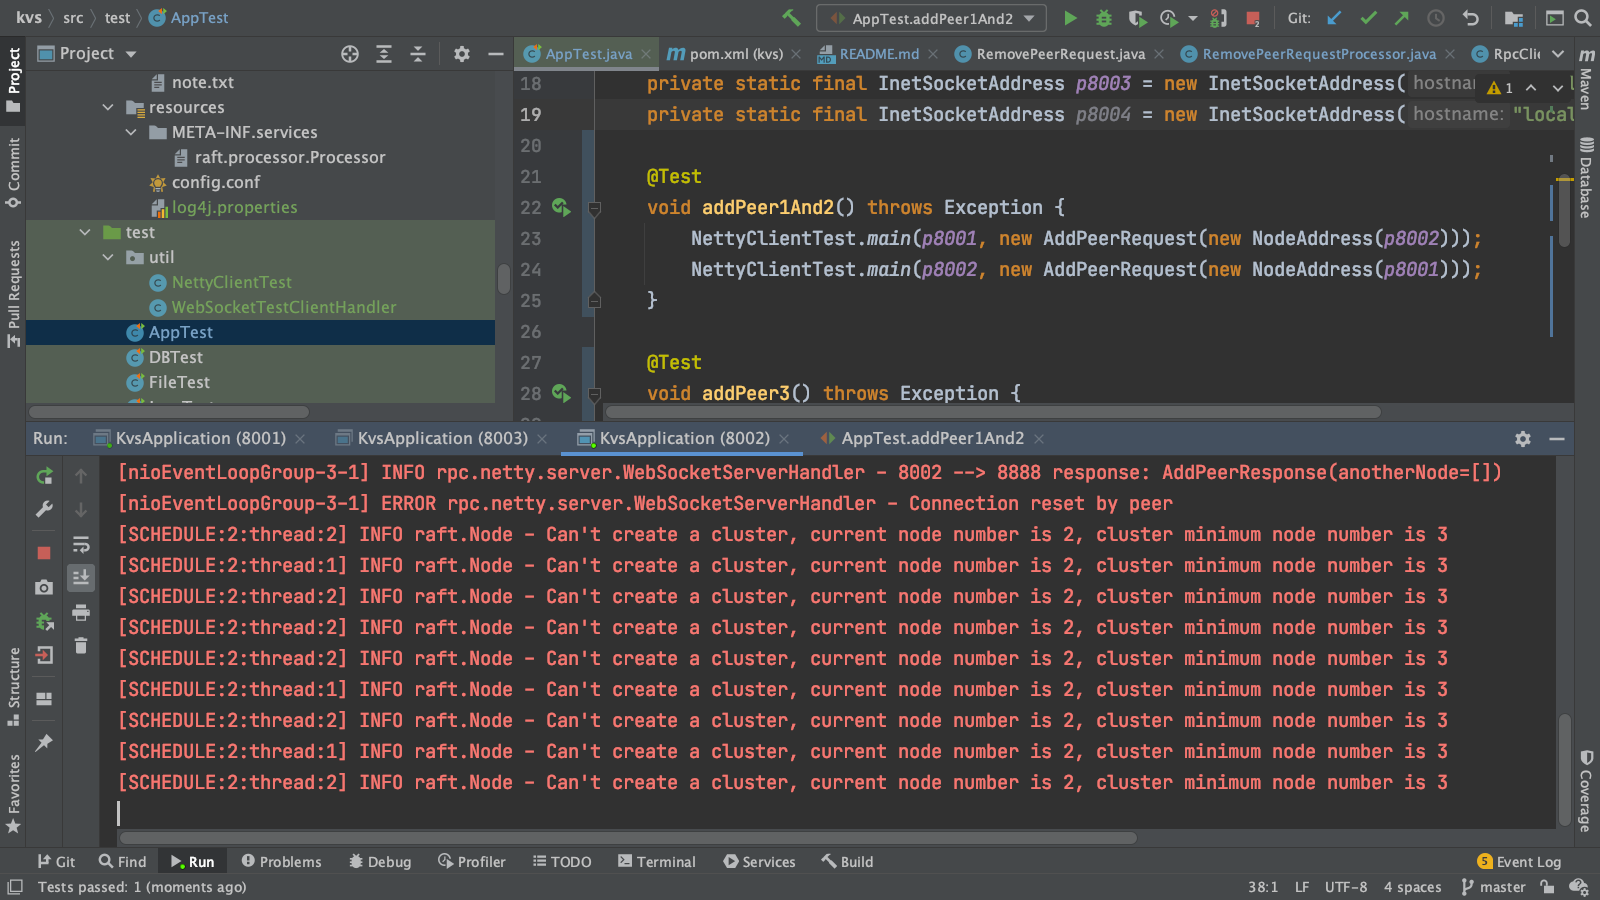 kvs src test AppTest
AppTest.addPeer1And2
Git:
Project
AppTest.java
pom.xml (kvs)
README.md
RemovePeerRequest.java
RemovePeerRequestProcessor.java
RpcCli
note.txt
resources
META-INF.services
raft.processor.Processor
config.conf
log4j.properties
test
util
NettyClientTest
WebSocketTestClientHandler
AppTest
DBTest
FileTest
18 private static final InetSocketAddress p8003 = new InetSocketAddress( hostna
1
19 private static final InetSocketAddress p8004 = new InetSocketAddress( hostname: "local
20
21 @Test
22 void addPeer1And2() throws Exception {
23 NettyClientTest.main(p8001, new AddPeerRequest(new NodeAddress(p8002)));
24 NettyClientTest.main(p8002, new AddPeerRequest(new NodeAddress(p8001)));
25 }
26
27 @Test
28 void addPeer3() throws Exception {
Project
Commit
Pull Requests
Structure
Favorites
Maven
Database
Coverage
Run: KvsApplication (8001) KvsApplication (8003) KvsApplication (8002) AppTest.addPeer1And2
[nioEventLoopGroup-3-1] INFO rpc.netty.server.WebSocketServerHandler - 8002 --> 8888 response: AddPeerResponse(anotherNode=[])
[nioEventLoopGroup-3-1] ERROR rpc.netty.server.WebSocketServerHandler - Connection reset by peer
[SCHEDULE:2:thread:2] INFO raft.Node - Can't create a cluster, current node number is 2, cluster minimum node number is 3
[SCHEDULE:2:thread:1] INFO raft.Node - Can't create a cluster, current node number is 2, cluster minimum node number is 3
[SCHEDULE:2:thread:2] INFO raft.Node - Can't create a cluster, current node number is 2, cluster minimum node number is 3
[SCHEDULE:2:thread:2] INFO raft.Node - Can't create a cluster, current node number is 2, cluster minimum node number is 3
[SCHEDULE:2:thread:2] INFO raft.Node - Can't create a cluster, current node number is 2, cluster minimum node number is 3
[SCHEDULE:2:thread:1] INFO raft.Node - Can't create a cluster, current node number is 2, cluster minimum node number is 3
[SCHEDULE:2:thread:2] INFO raft.Node - Can't create a cluster, current node number is 2, cluster minimum node number is 3
[SCHEDULE:2:thread:1] INFO raft.Node - Can't create a cluster, current node number is 2, cluster minimum node number is 3
[SCHEDULE:2:thread:2] INFO raft.Node - Can't create a cluster, current node number is 2, cluster minimum node number is 3
Git Find Run Problems Debug Profiler TODO Terminal Services Build 5 Event Log
Tests passed: 1 (moments ago) 38:1 LF UTF-8 4 spaces master